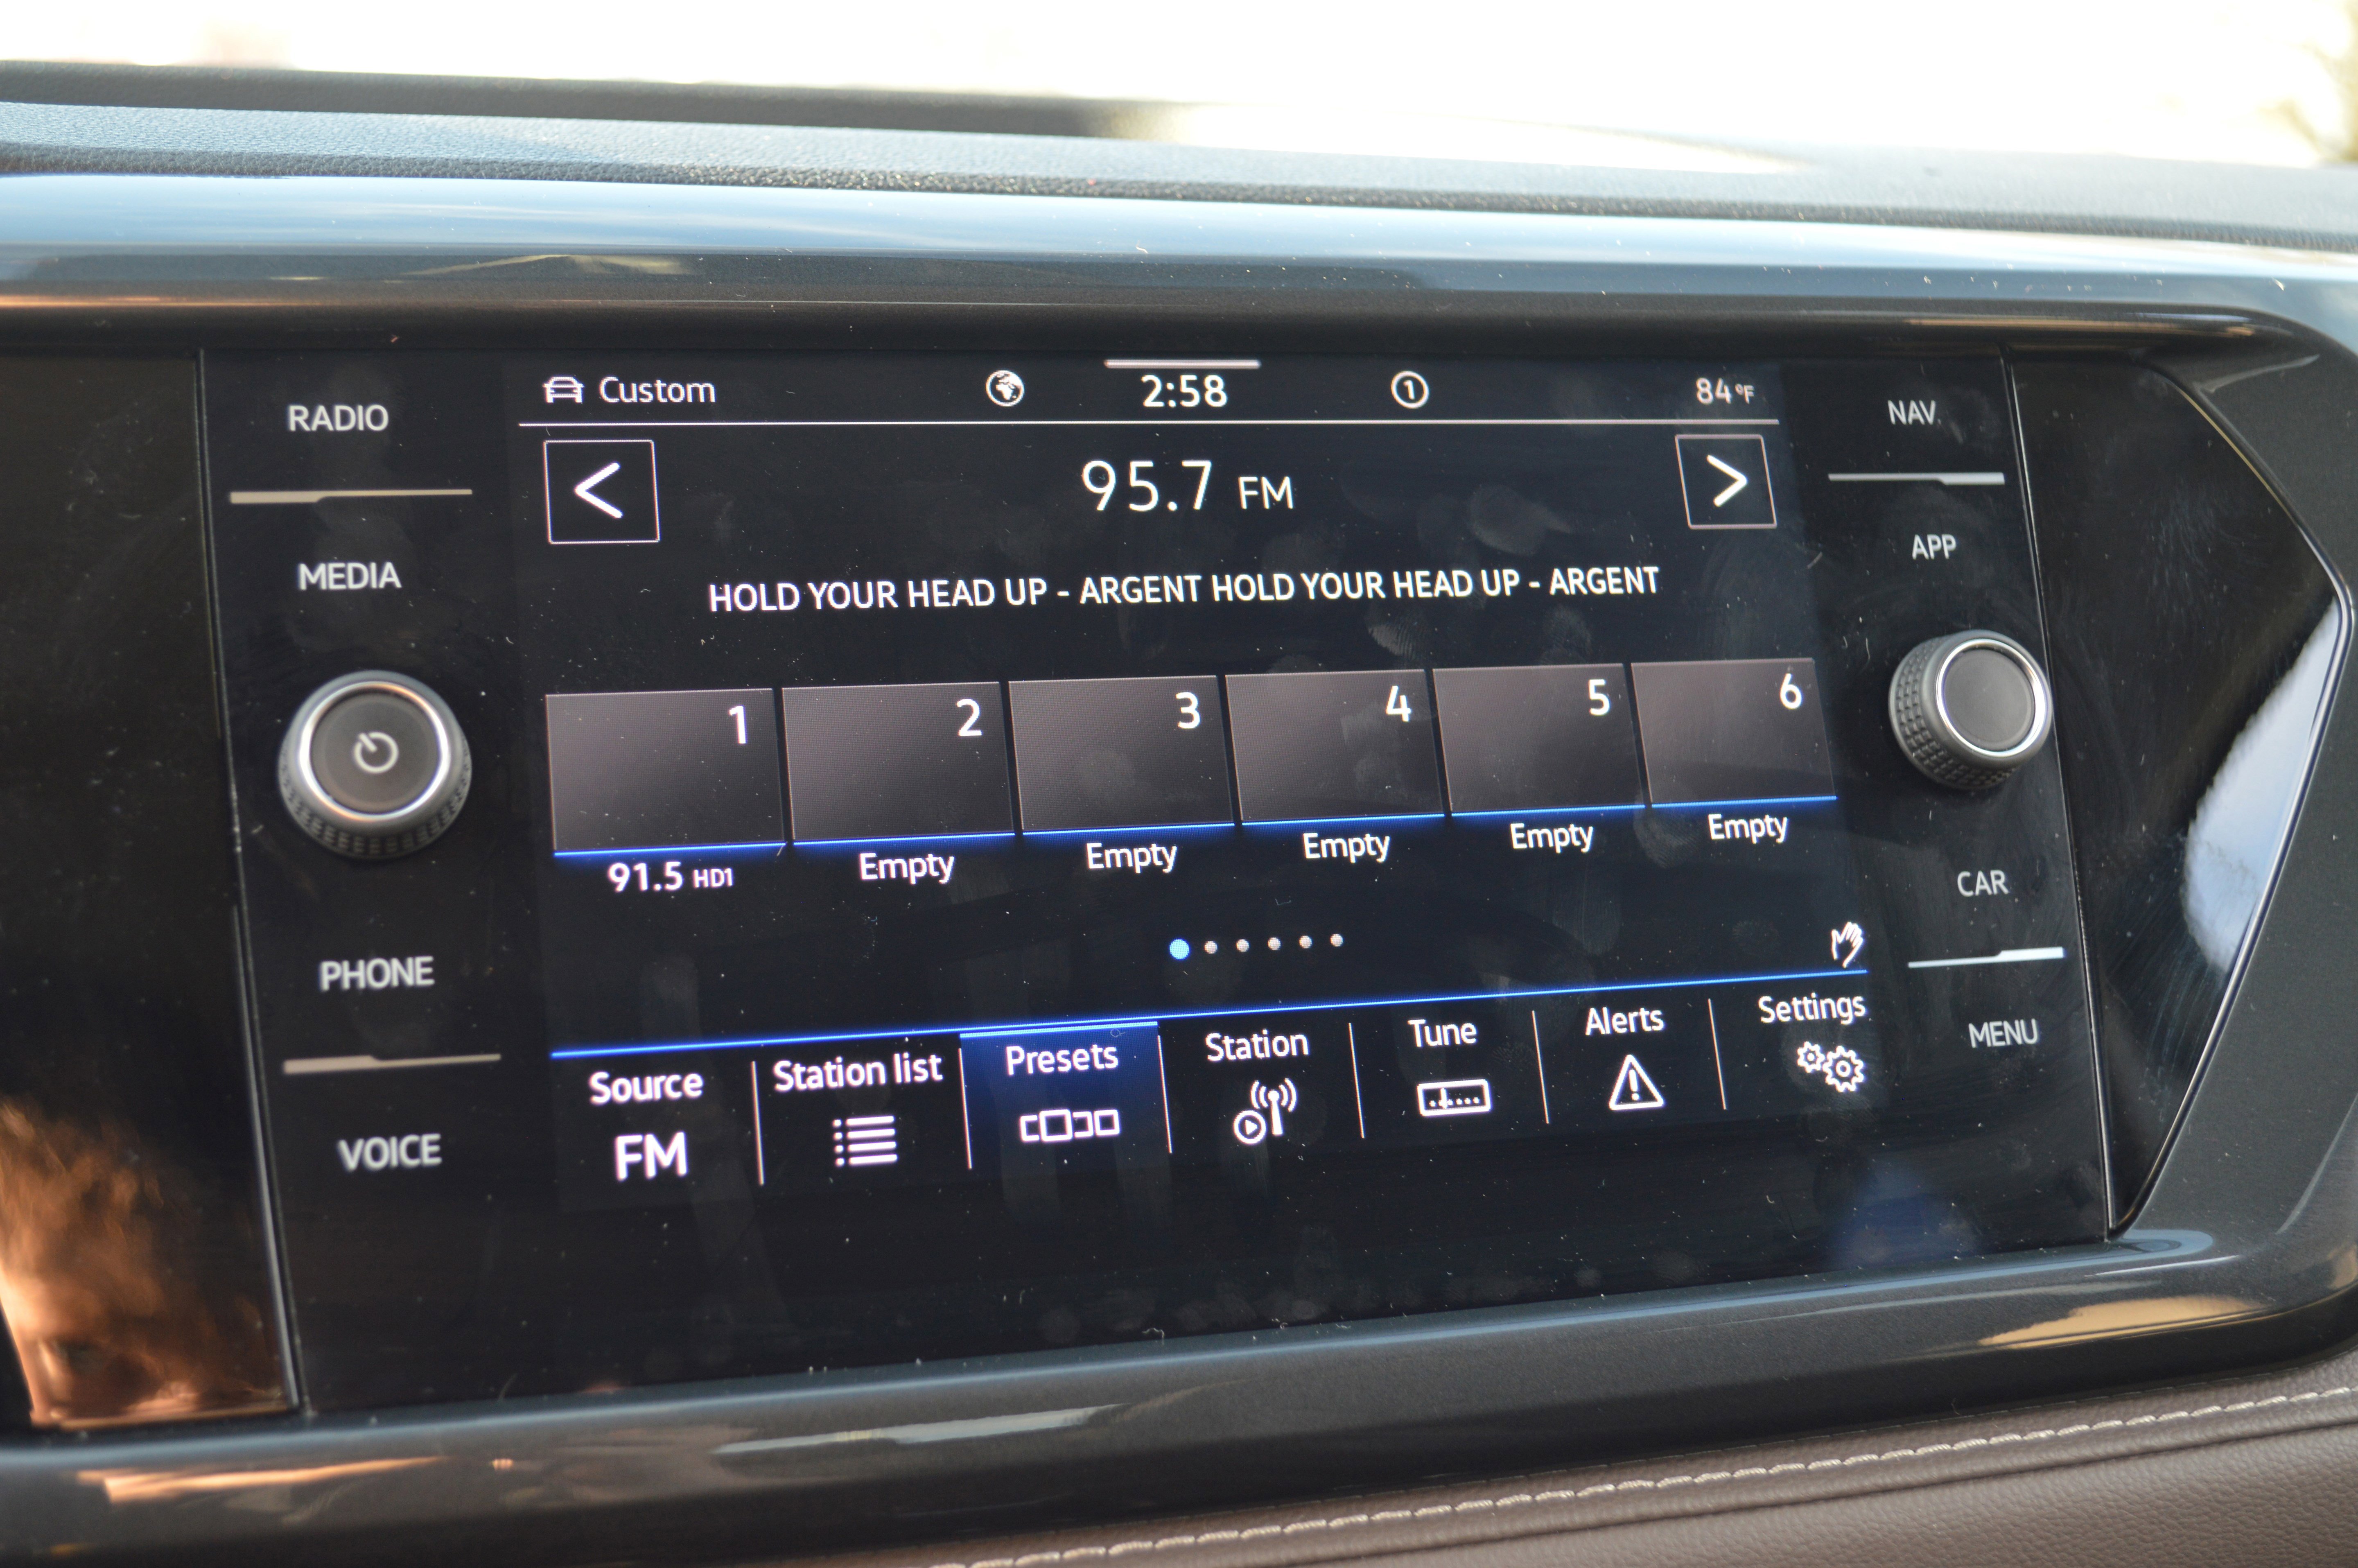 RADIO
MEDIA
PHONE
VOICE
Custom
2:58
1
84°F
95.7 FM
HOLD YOUR HEAD UP - ARGENT HOLD YOUR HEAD UP - ARGENT
1 2 3 4 5 6
91.5 HD1 Empty Empty Empty Empty Empty
Source Station list Presets Station Tune Alerts Settings
FM
NAV
APP
CAR
MENU